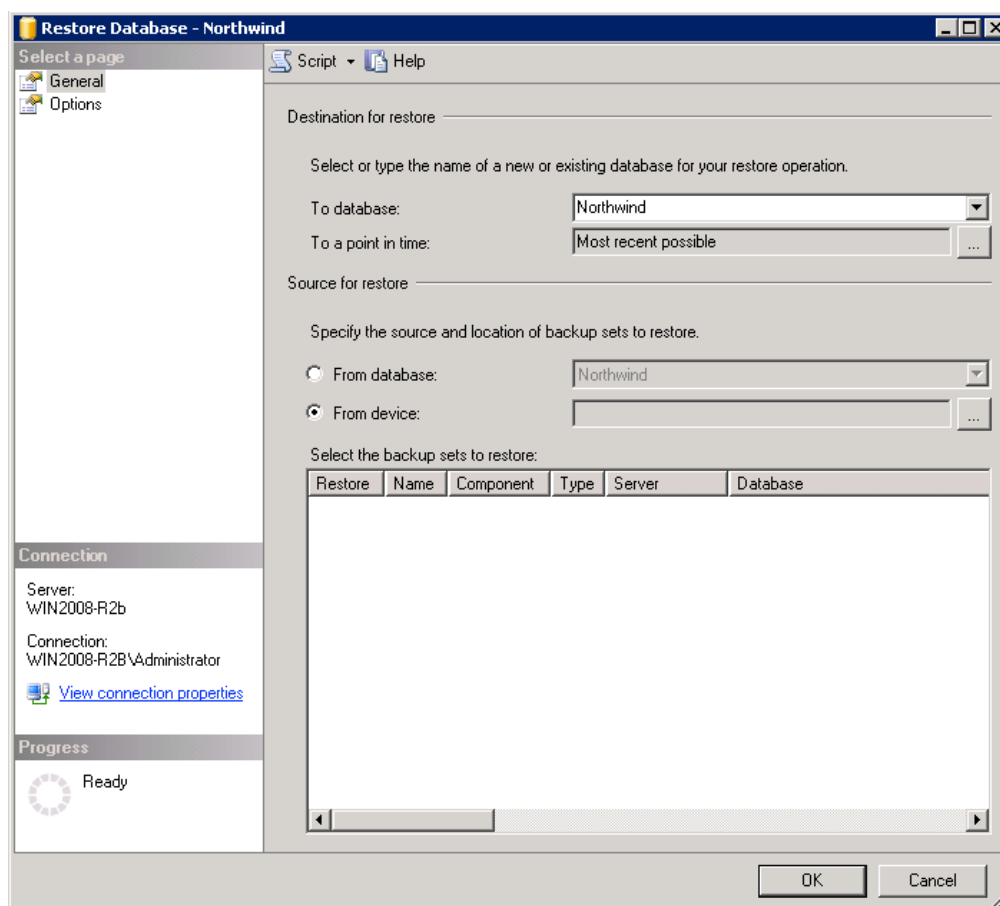 Restore Database - Northwind
Select a page
General
Options
Script
Help
Destination for restore
Select or type the name of a new or existing database for your restore operation.
To database:
Northwind
To a point in time:
Most recent possible
...
Source for restore
Specify the source and location of backup sets to restore.
From database:
Northwind
From device:
...
Select the backup sets to restore:
Restore Name Component Type Server Database
Connection
Server:
WIN2008-R2b
Connection:
WIN2008-R2B\Administrator
View connection properties
Progress
Ready
OK
Cancel